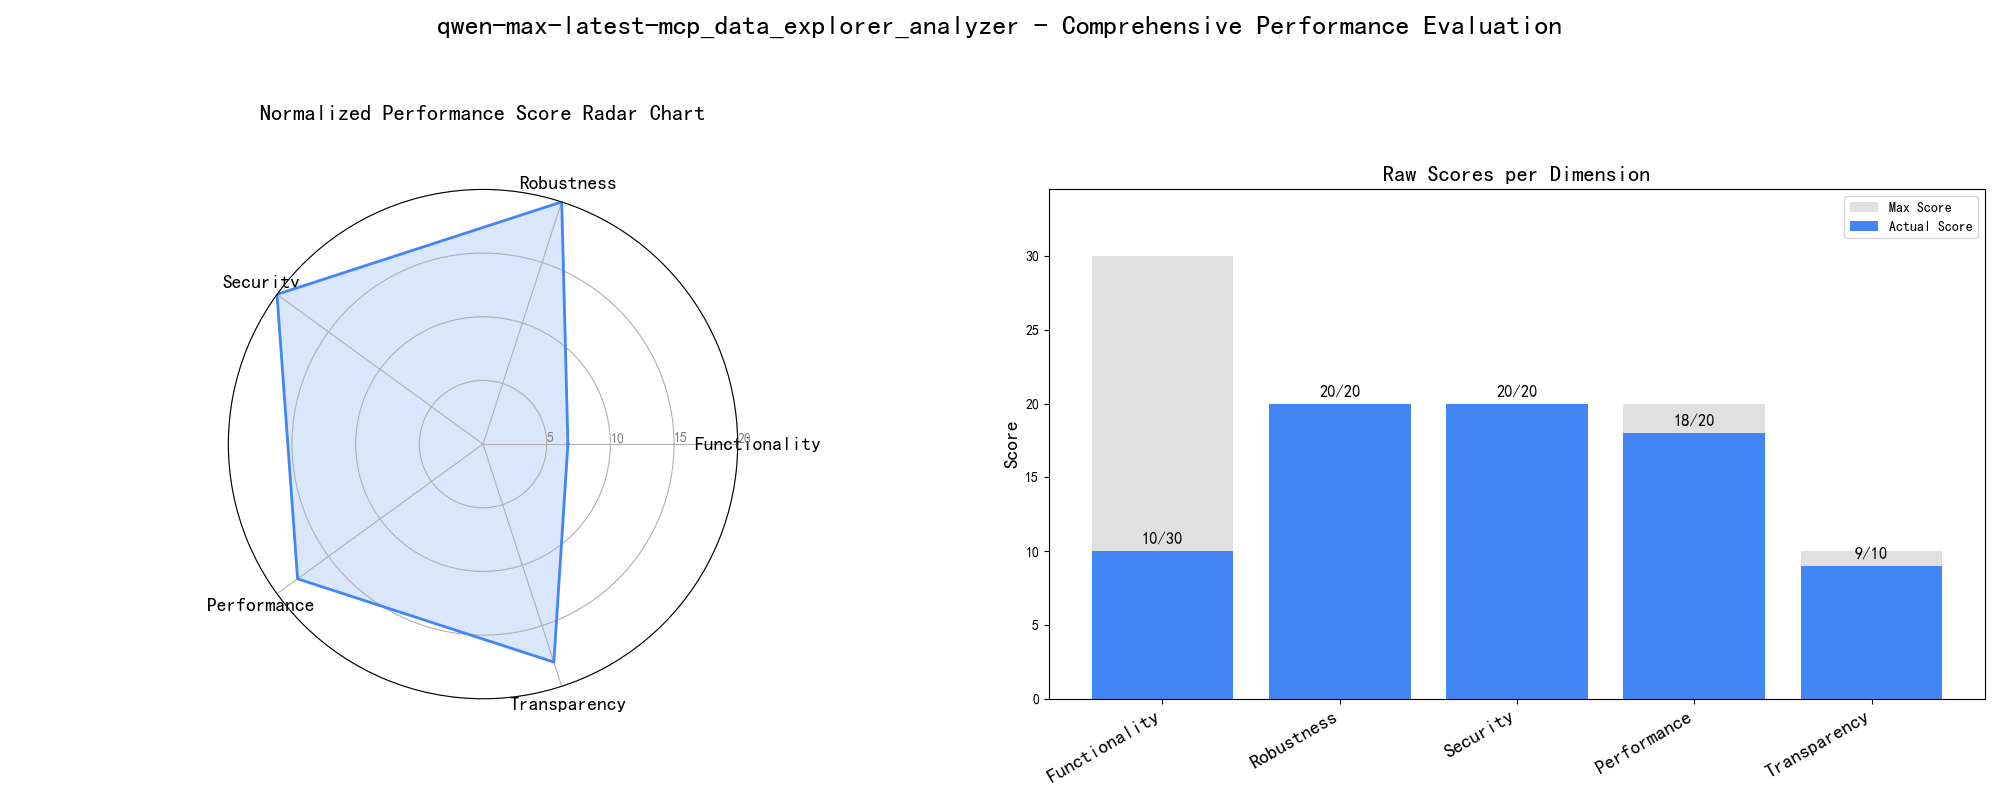 qwen-max-latest-mcp_data_explorer_analyzer - Comprehensive Performance Evaluation
Normalized Performance Score Radar Chart
Robustness
Security
Functionality
Performance
Transparency
5
10
15
20
Raw Scores per Dimension
Max Score
Actual Score
Score
30
25
20
15
10
5
0
10/30
20/20
20/20
18/20
9/10
Functionality
Robustness
Security
Performance
Transparency